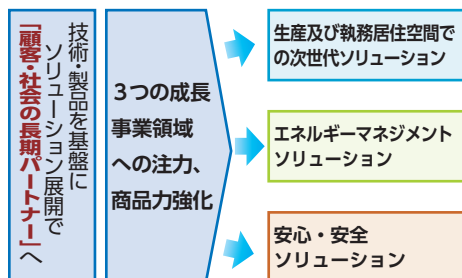 技術・製品を基盤に
ソリューション展開で
「顧客・社会の長期パートナー」へ
3つの成長
事業領域
への注力、
商品力強化
生産及び執務居住空間で
の次世代ソリューション
エネルギーマネジメント
ソリューション
安心・安全
ソリューション